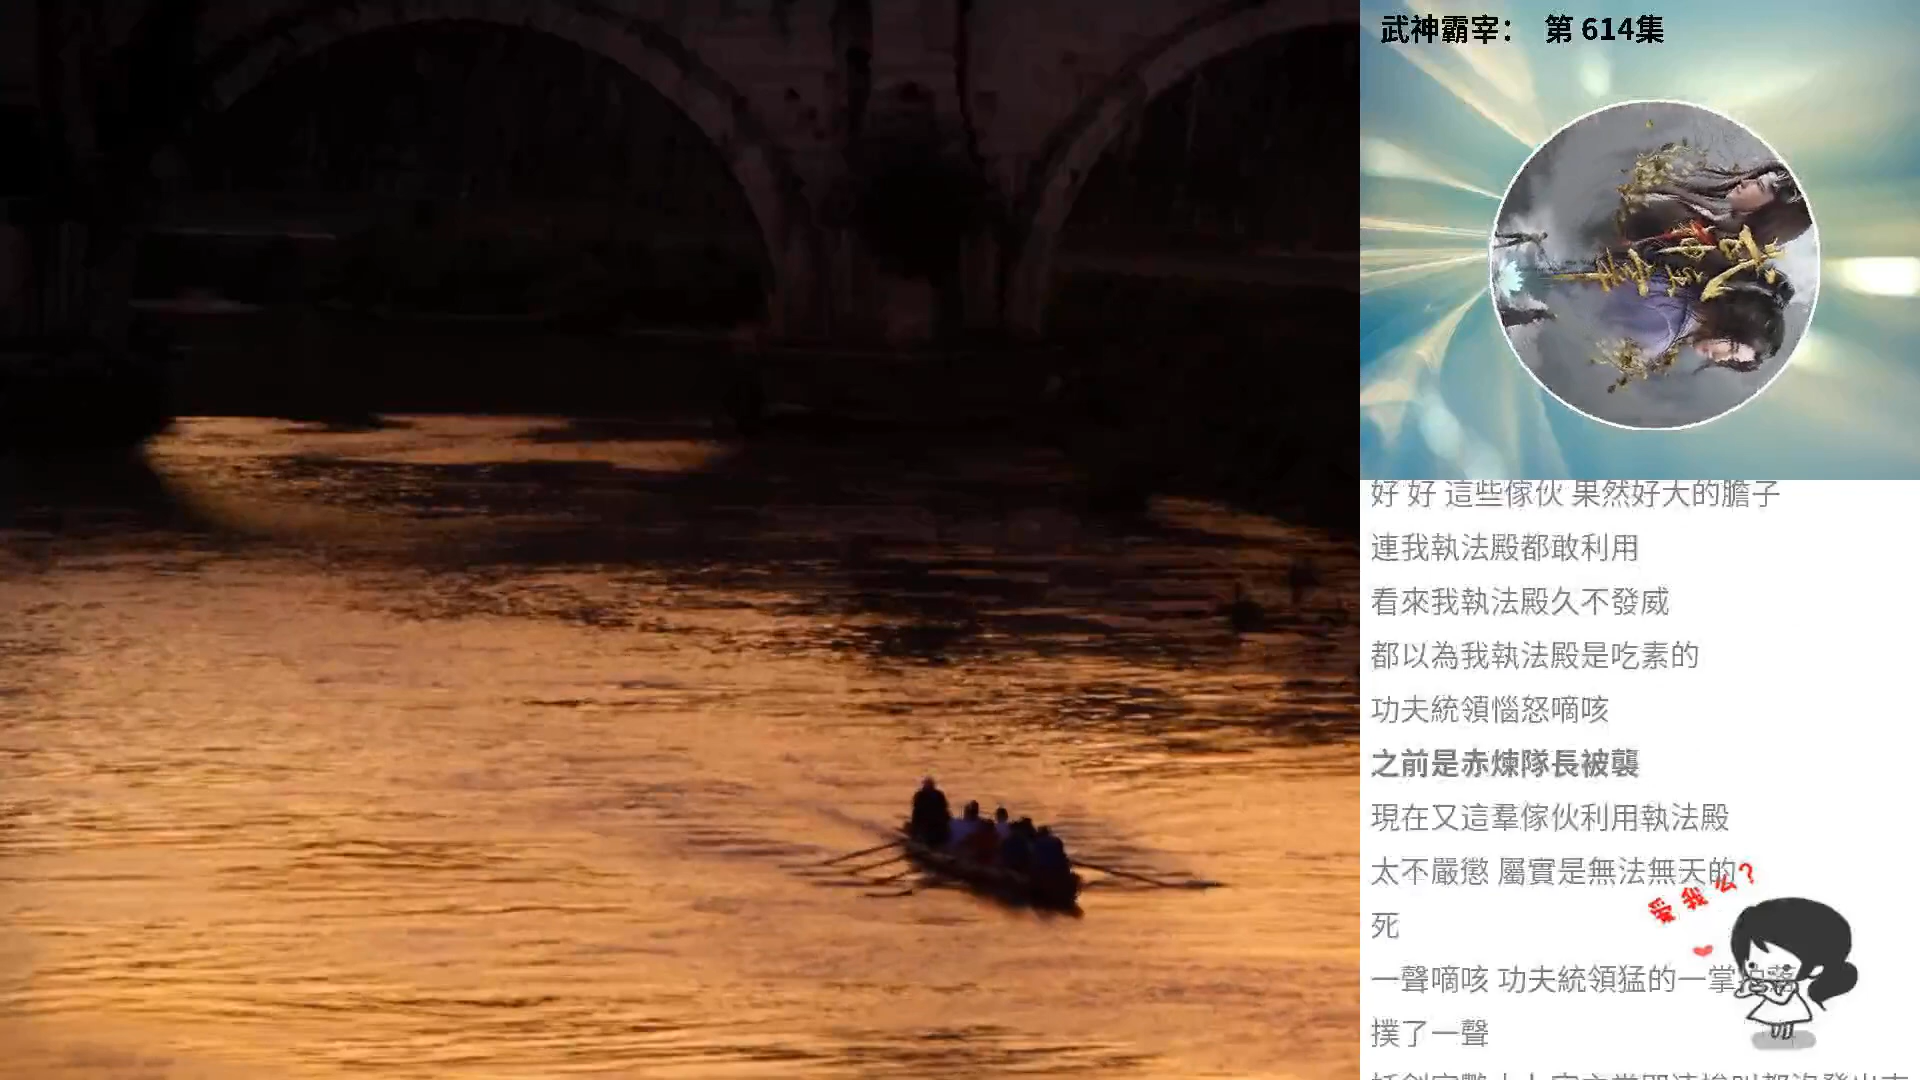 武神霸宰： 第 614集
好 好 這些傢伙 果然好大的膽子
連我執法殿都敢利用
看來我執法殿久不發威
都以為我執法殿是吃素的
功夫統領惱怒嘀咳
之前是赤煉隊長被襲
現在又這羣傢伙利用執法殿
太不嚴懲 屬實是無法無天的
愛我么?
死
一聲嘀咳 功夫統領猛的一掌拍落
撲了一聲